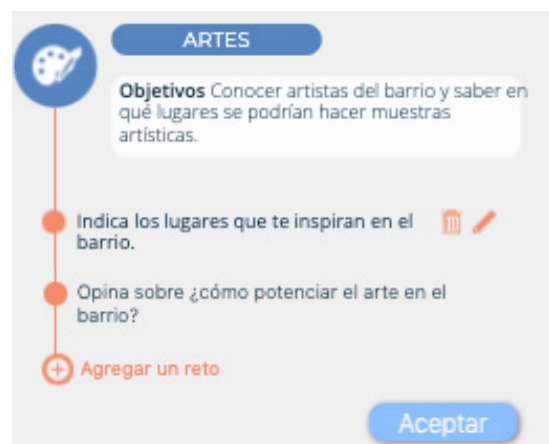 ARTES
Objetivos Conocer artistas del barrio y saber en
qué lugares se podrían hacer muestras
artísticas.
Indica los lugares que te inspiran en el
barrio.
Opina sobre ¿cómo potenciar el arte en el
barrio?
Agregar un reto
Aceptar